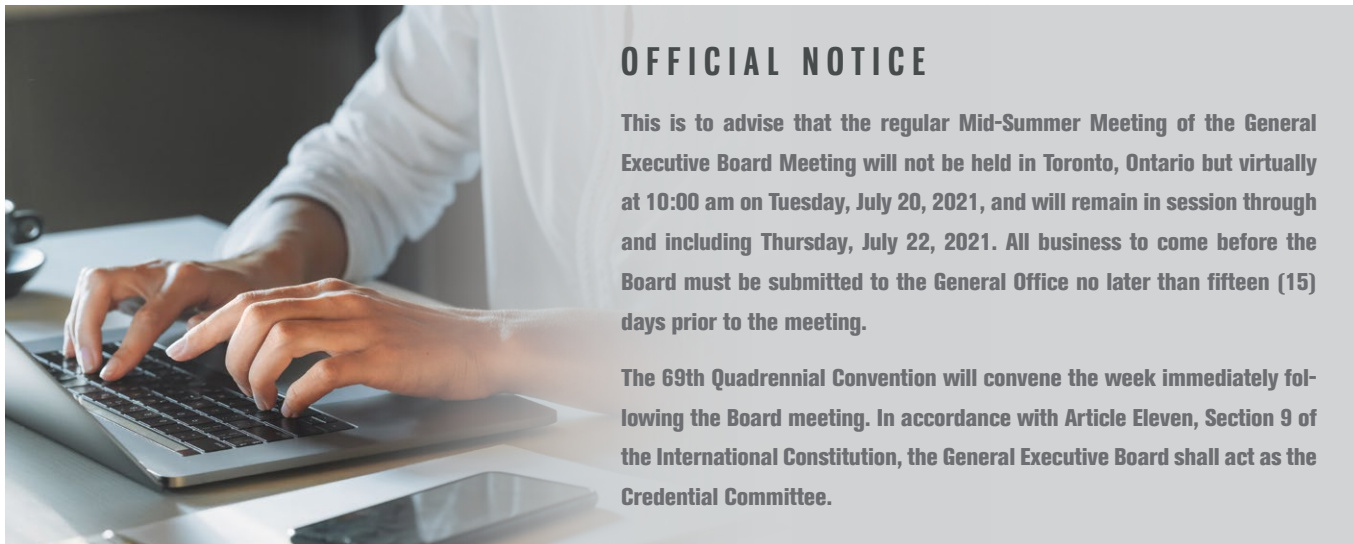 OFFICIAL NOTICE
This is to advise that the regular Mid-Summer Meeting of the General
Executive Board Meeting will not be held in Toronto, Ontario but virtually
at 10:00 am on Tuesday, July 20, 2021, and will remain in session through
and including Thursday, July 22, 2021. All business to come before the
Board must be submitted to the General Office no later than fifteen (15)
days prior to the meeting.
The 69th Quadrennial Convention will convene the week immediately fol-
lowing the Board meeting. In accordance with Article Eleven, Section 9 of
the International Constitution, the General Executive Board shall act as the
Credential Committee.